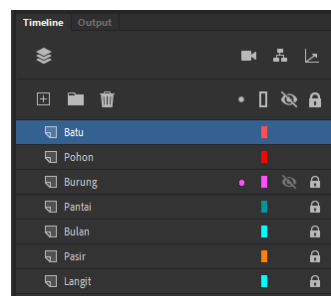 Timeline Output
Batu
Pohon
Burung
Pantai
Bulan
Pasir
Langit